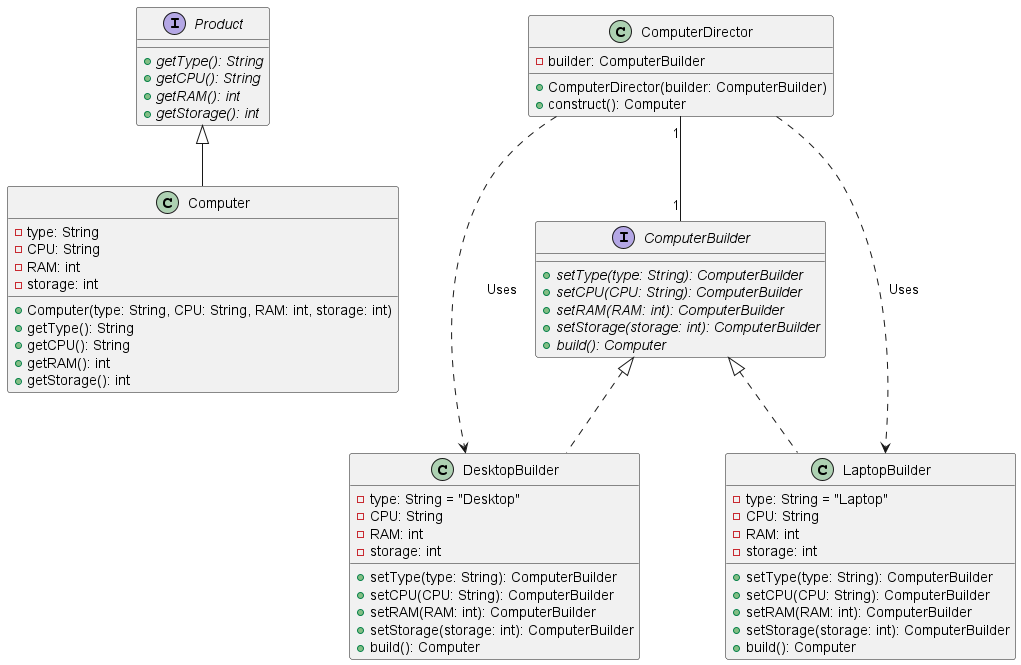 I Product
getType(): String
getCPU(): String
getRAM(): int
getStorage(): int
C ComputerDirector
builder: ComputerBuilder
ComputerDirector(builder: ComputerBuilder)
construct(): Computer
1
1
C Computer
type: String
CPU: String
RAM: int
storage: int
Computer(type: String, CPU: String, RAM: int, storage: int)
getType(): String
getCPU(): String
getRAM(): int
getStorage(): int
Uses
I ComputerBuilder
setType(type: String): ComputerBuilder
setCPU(CPU: String): ComputerBuilder
setRAM(RAM: int): ComputerBuilder
setStorage(storage: int): ComputerBuilder
build(): Computer
Uses
C DesktopBuilder
type: String = "Desktop"
CPU: String
RAM: int
storage: int
setType(type: String): ComputerBuilder
setCPU(CPU: String): ComputerBuilder
setRAM(RAM: int): ComputerBuilder
setStorage(storage: int): ComputerBuilder
build(): Computer
C LaptopBuilder
type: String = "Laptop"
CPU: String
RAM: int
storage: int
setType(type: String): ComputerBuilder
setCPU(CPU: String): ComputerBuilder
setRAM(RAM: int): ComputerBuilder
setStorage(storage: int): ComputerBuilder
build(): Computer